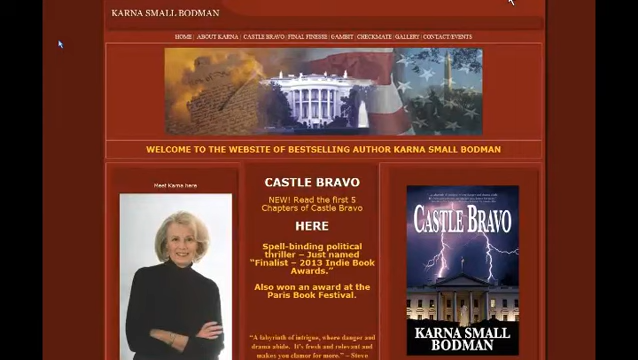 KARNA SMALL BODMAN
HOME | ABOUT KARNA | CASTLE BRAVO | FINAL FINESSE | GAMBIT | CHECKMATE | GALLERY | CONTACT/EVENTS
WELCOME TO THE WEBSITE OF BESTSELLING AUTHOR KARNA SMALL BODMAN
Meet Karna here
CASTLE BRAVO
NEW! Read the first 5
Chapters of Castle Bravo
HERE
Spell-binding political
thriller ~ Just named
"Finalist ~ 2013 Indie Book
Awards."
Also won an award at the
Paris Book Festival.
"A labyrinth of intrigue, where danger and
drama abide. It's fresh and relevant and
makes you clamor for more." ~ Steve
CASTLE BRAVO
KARNA SMALL
BODMAN